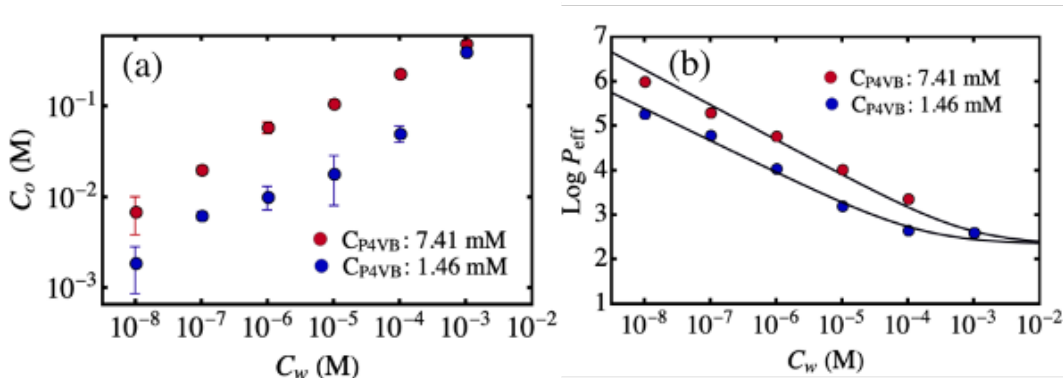 (a)
C_o (M)
10⁻¹
10⁻²
10⁻³
C_P4VB: 7.41 mM
C_P4VB: 1.46 mM
10⁻⁸ 10⁻⁷ 10⁻⁶ 10⁻⁵ 10⁻⁴ 10⁻³ 10⁻²
C_w (M)
(b)
Log P_eff
7
6
5
4
3
2
1
C_P4VB: 7.41 mM
C_P4VB: 1.46 mM
10⁻⁸ 10⁻⁷ 10⁻⁶ 10⁻⁵ 10⁻⁴ 10⁻³ 10⁻²
C_w (M)